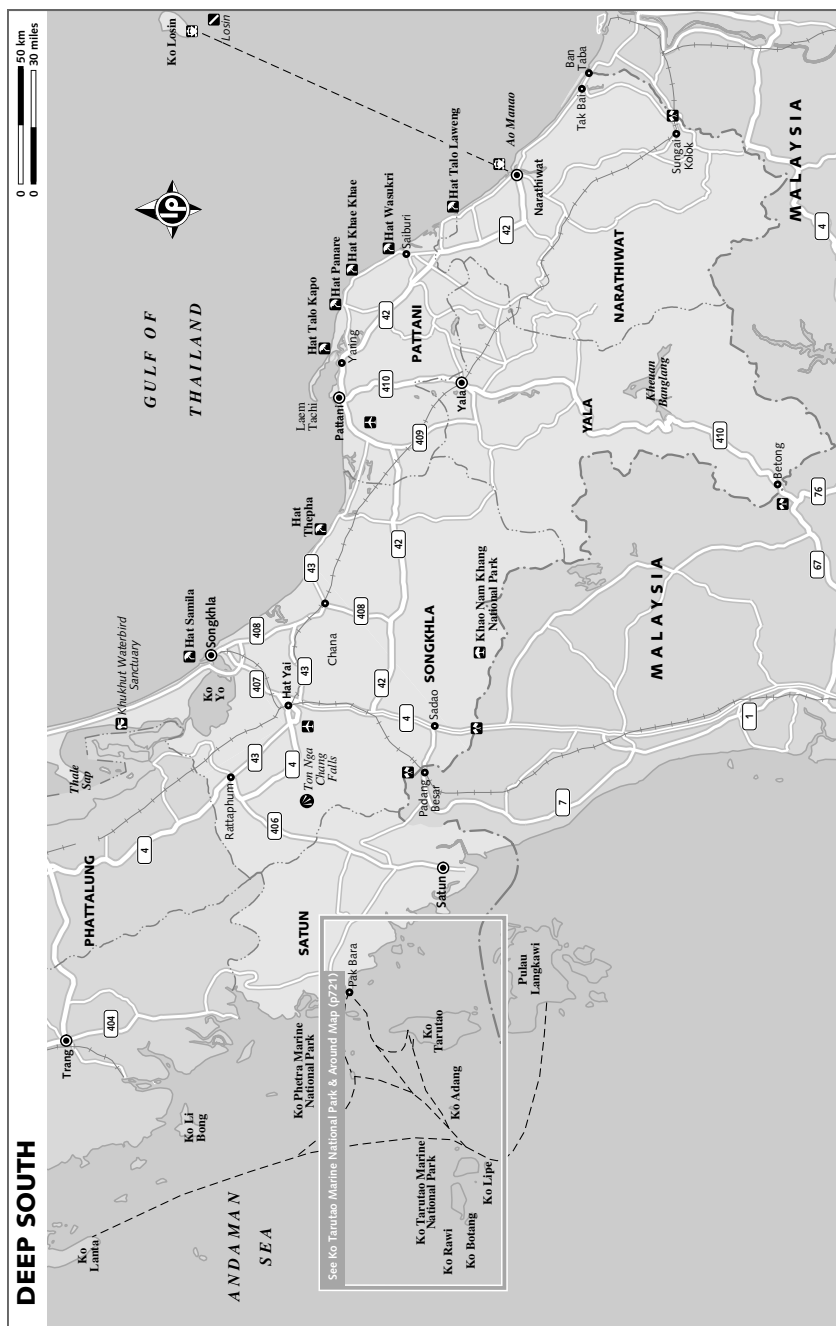 DEEP SOUTH
0 50 km
0 30 miles
Ko Losin
Losin
GULF OF
THAILAND
ANDAMAN
SEA
Ko
Lanta
Trang
404
Ko Li
Bong
PHATTALUNG
4
Thale
Sap
Khukhut Waterbird
Sanctuary
Hat Samila
Songkhla
Ko
Yo
408
407
Rattaphum
43
4
406
Ton Nga
Chang
Falls
Hat Yai
43
Chana
43
408
Hat
Thepha
Laem
Tachi
Pattani
Hat Talo Kapo
Yaring
Hat Panare
Hat Khae Khae
Hat Wasukri
Saiburi
Hat Talo Laweng
Ao Manao
Narathiwat
Ban
Taba
Tak Bai
Sungai
Kolok
42
PATTANI
410
409
Yala
42
42
42
NARATHIWAT
YALA
Kheuan
Banglang
410
Betong
76
67
4
MALAYSIA
SONGKHLA
Khao Nam Khang
National Park
4
Sadao
Padang
Besar
MALAYSIA
1
7
Satun
SATUN
Pak Bara
See Ko Tarutao Marine National Park & Around Map (p721)
Ko Phetra Marine
National Park
Ko
Tarutao
Ko Adang
Ko Tarutao Marine
National Park
Ko Rawi
Ko Botang
Ko Lipe
Pulau
Langkawi
lp